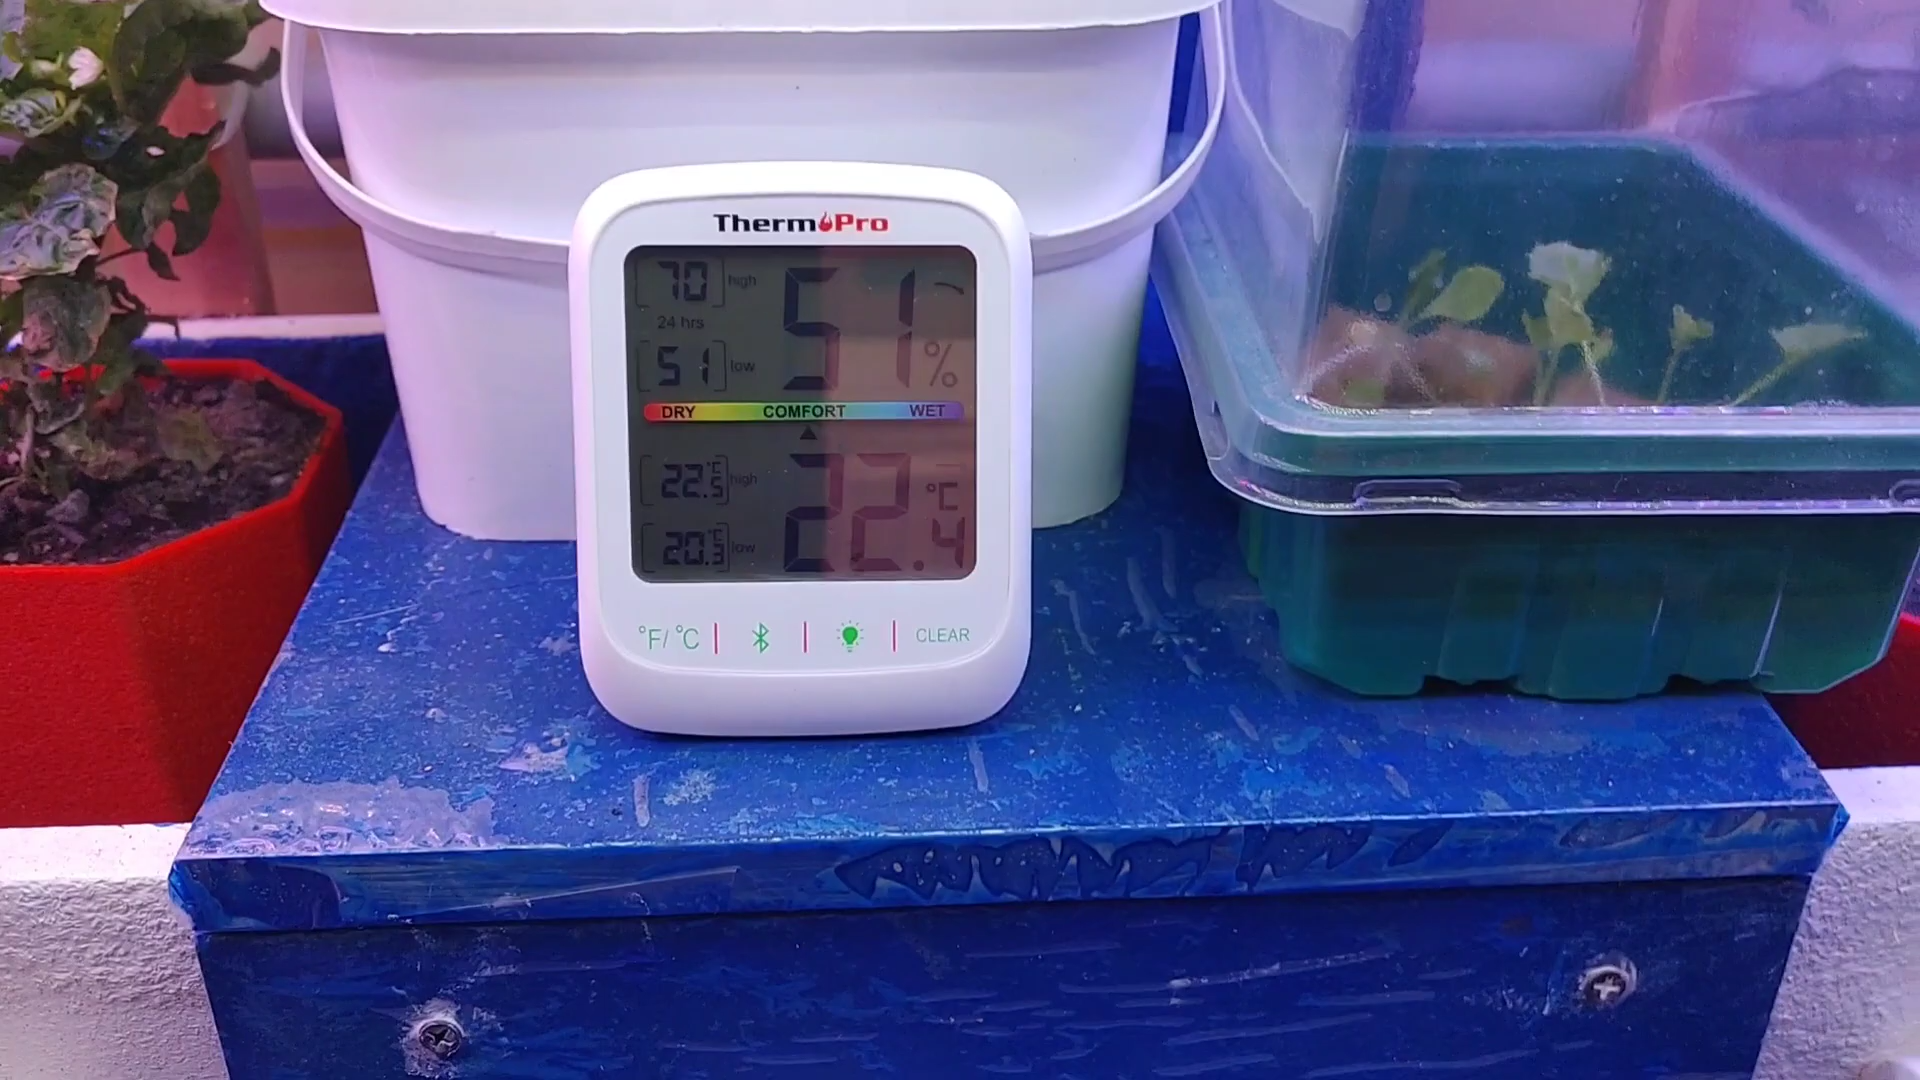 ThermoPro
70 high 51 %
24 hrs
51 low
DRY COMFORT WET
22.5 °C high 22.4 °C
20.3 °C low
°F/°C | | | CLEAR